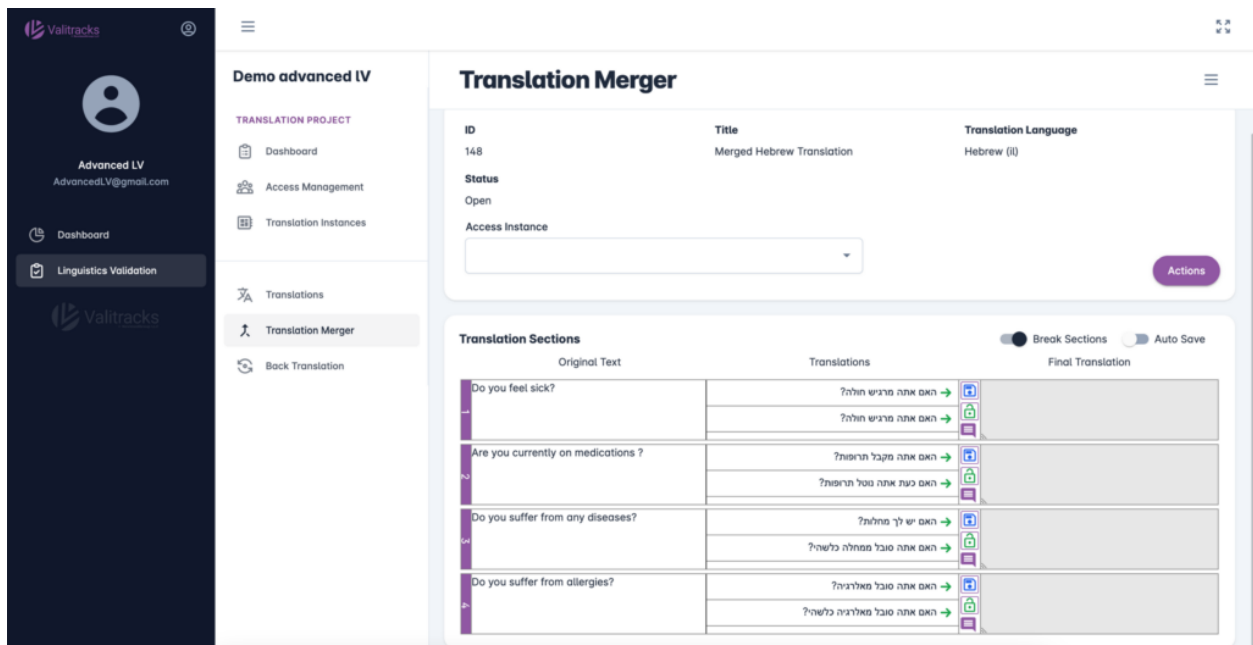 Valitracks
Advanced LV
AdvancedLV@gmail.com
Dashboard
Linguistics Validation
Valitracks
Demo advanced lV
TRANSLATION PROJECT
Dashboard
Access Management
Translation Instances
Translations
Translation Merger
Back Translation
Translation Merger
ID
Title
Translation Language
148
Merged Hebrew Translation
Hebrew (il)
Status
Open
Access Instance
Actions
Translation Sections
Break Sections
Auto Save
Original Text
Translations
Final Translation
1
Do you feel sick?
האם אתה מרגיש חולה?
האם אתה מרגיש חולה?
2
Are you currently on medications ?
האם אתה מקבל תרופות?
האם כעת אתה נוטל תרופות?
3
Do you suffer from any diseases?
האם יש לך מחלות?
האם אתה סובל ממחלה כלשהי?
4
Do you suffer from allergies?
האם אתה סובל מאלרגיה?
האם אתה סובל מאלרגיה כלשהי?